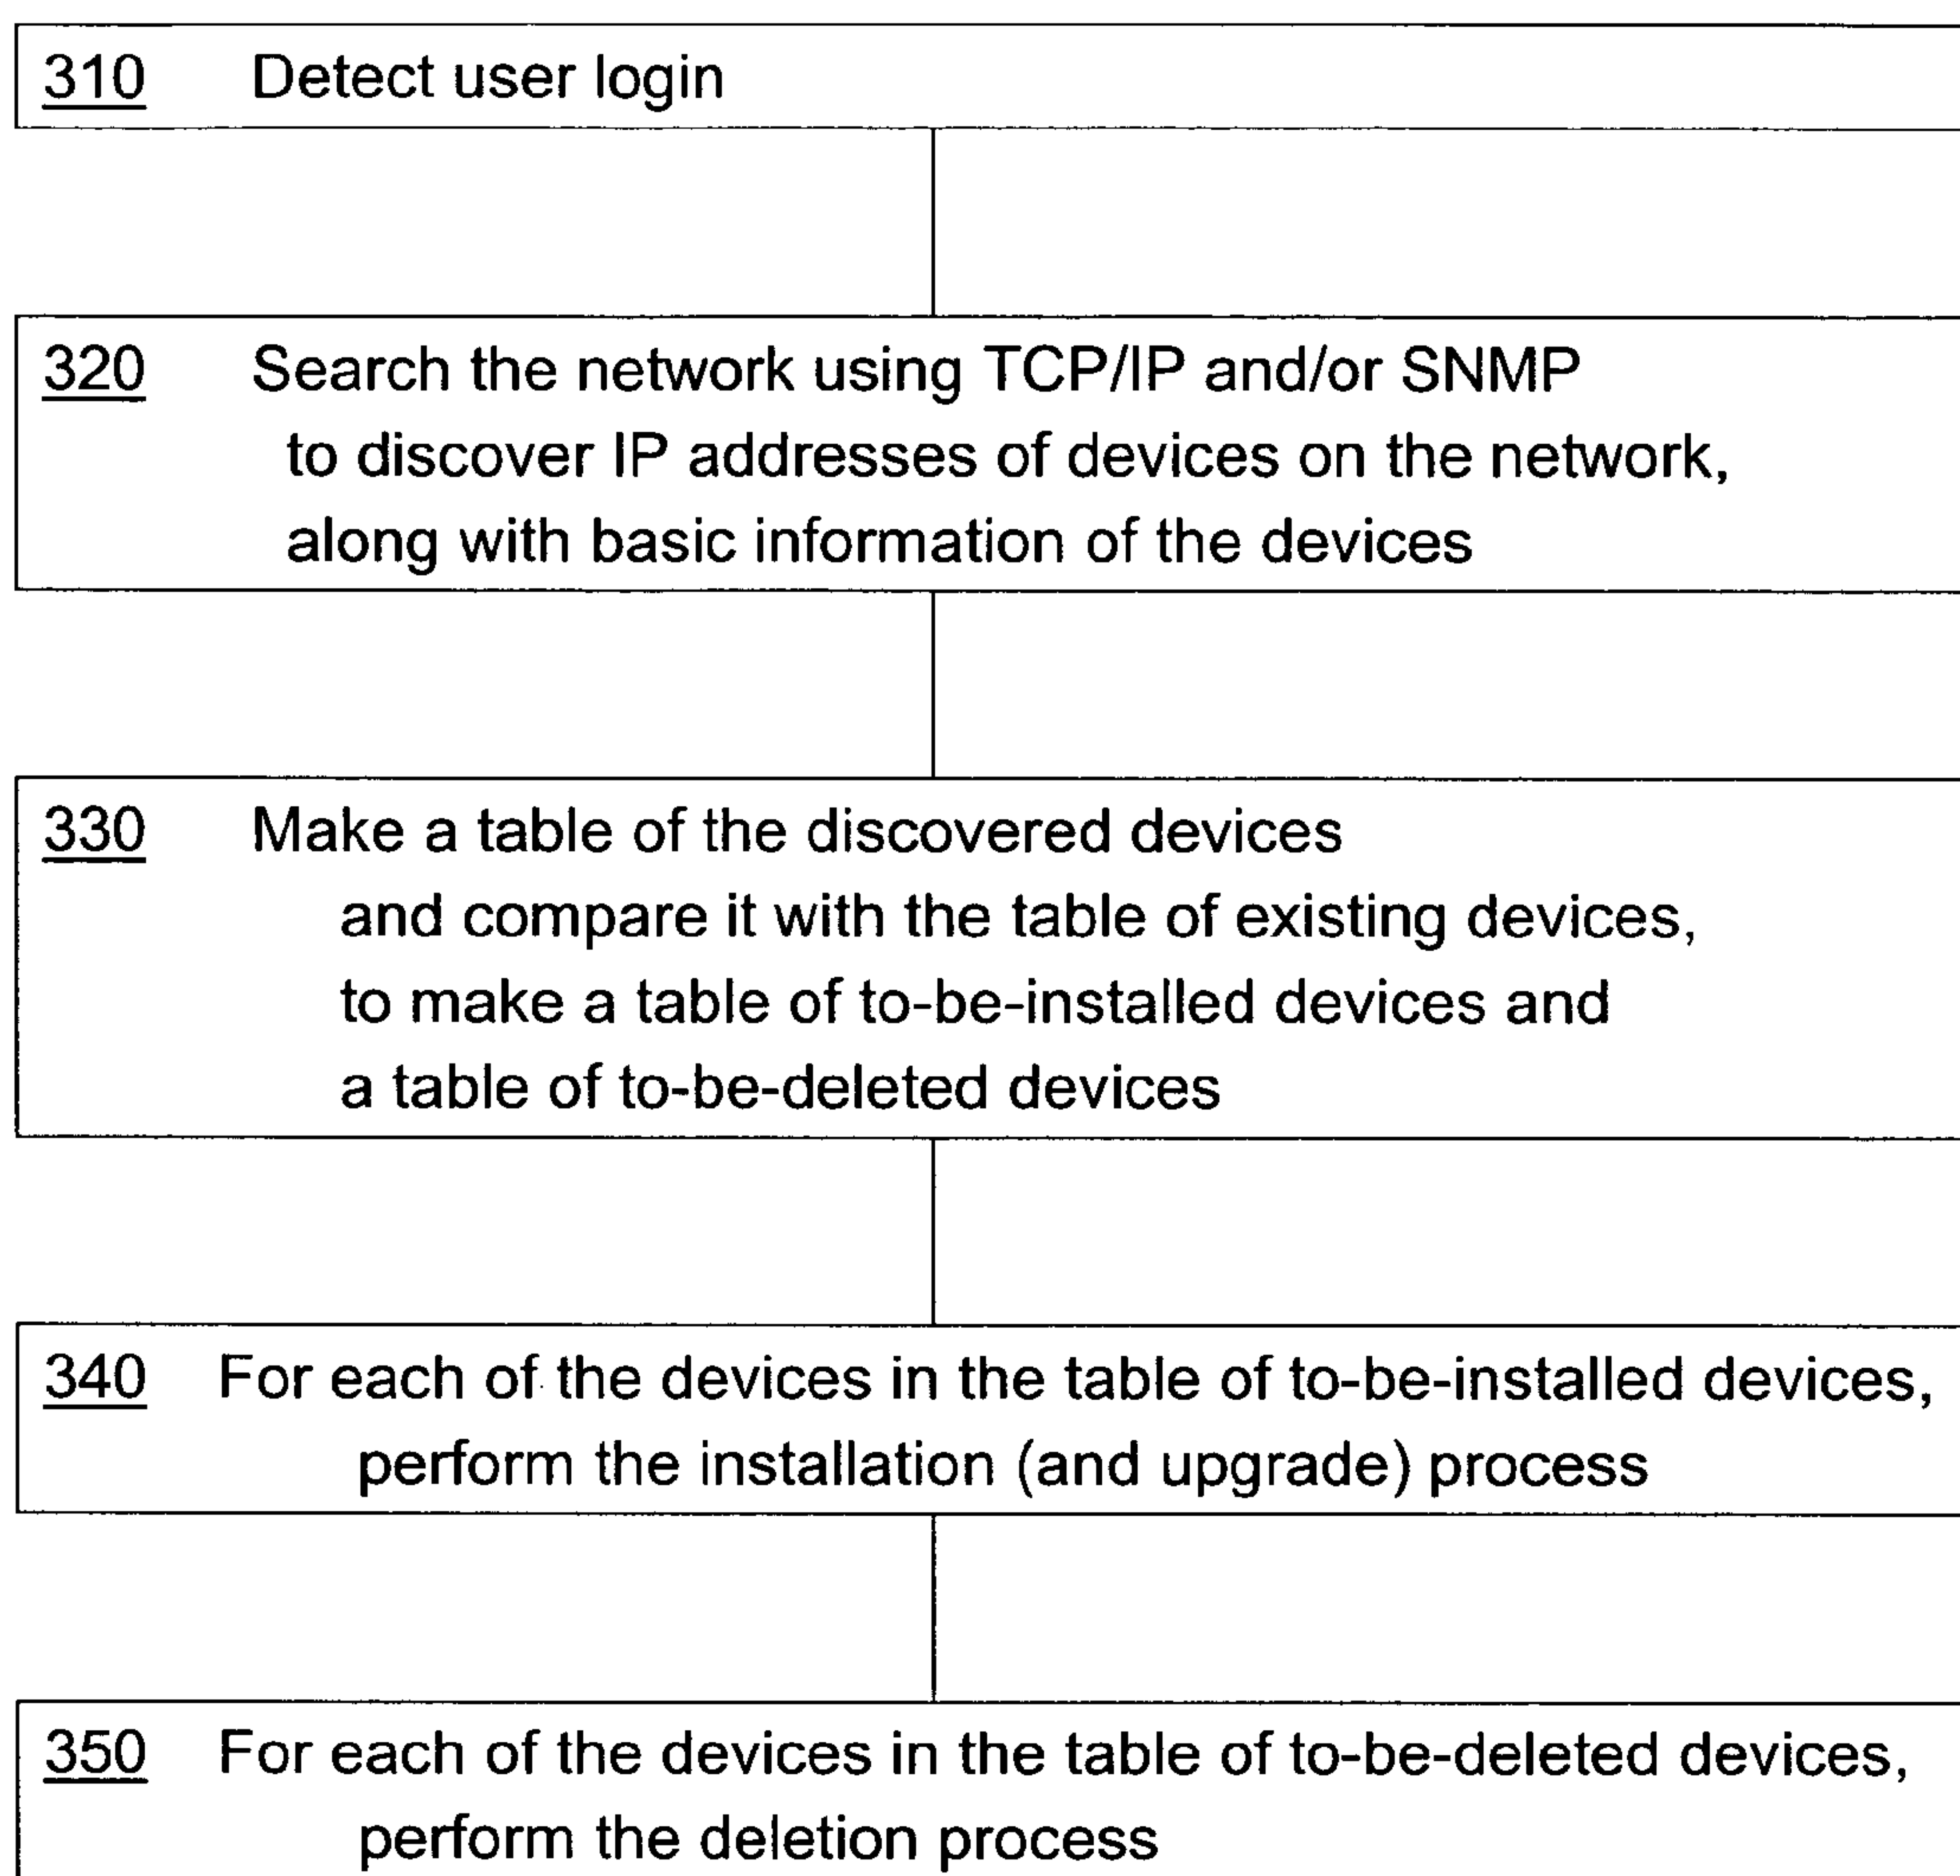 310 Detect user login
320 Search the network using TCP/IP and/or SNMP
to discover IP addresses of devices on the network,
along with basic information of the devices
330 Make a table of the discovered devices
and compare it with the table of existing devices,
to make a table of to-be-installed devices and
a table of to-be-deleted devices
340 For each of the devices in the table of to-be-installed devices,
perform the installation (and upgrade) process
350 For each of the devices in the table of to-be-deleted devices,
perform the deletion process